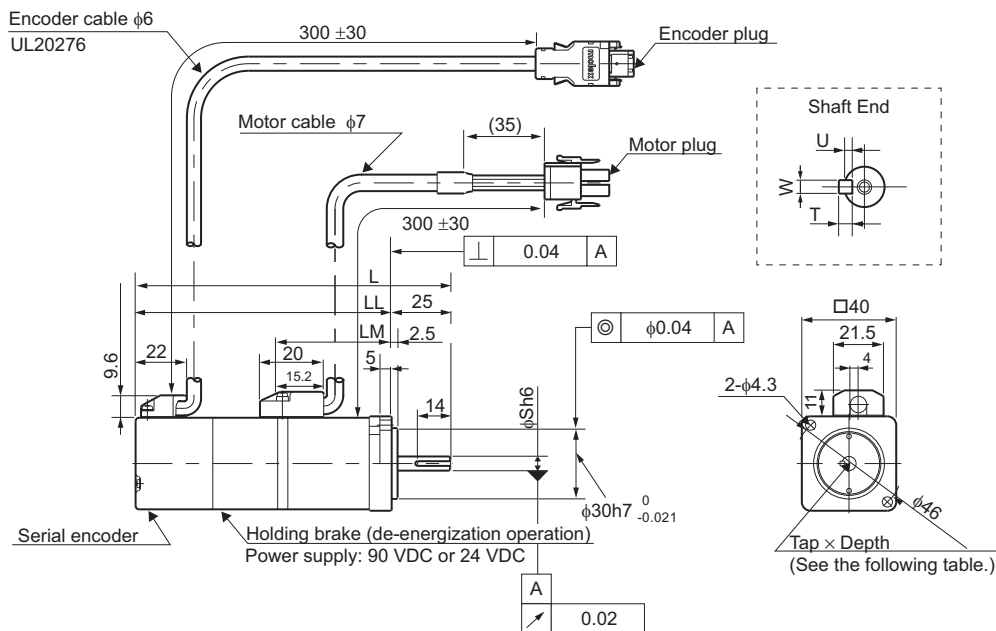 Encoder cable ϕ6
UL20276
300 ±30
Encoder plug
molex
Motor cable ϕ7
(35)
Motor plug
300 ±30
Shaft End
U
W
T
⊥ 0.04 A
L
LL 25
LM 2.5
9.6
22
20
15.2
5
14
ϕSh6
◎ ϕ0.04 A
ϕ30h7 0 -0.021
□40
21.5
4
11
2-ϕ4.3
ϕ46
Serial encoder
Holding brake (de-energization operation)
Power supply: 90 VDC or 24 VDC
Tap × Depth
(See the following table.)
A
↗ 0.02